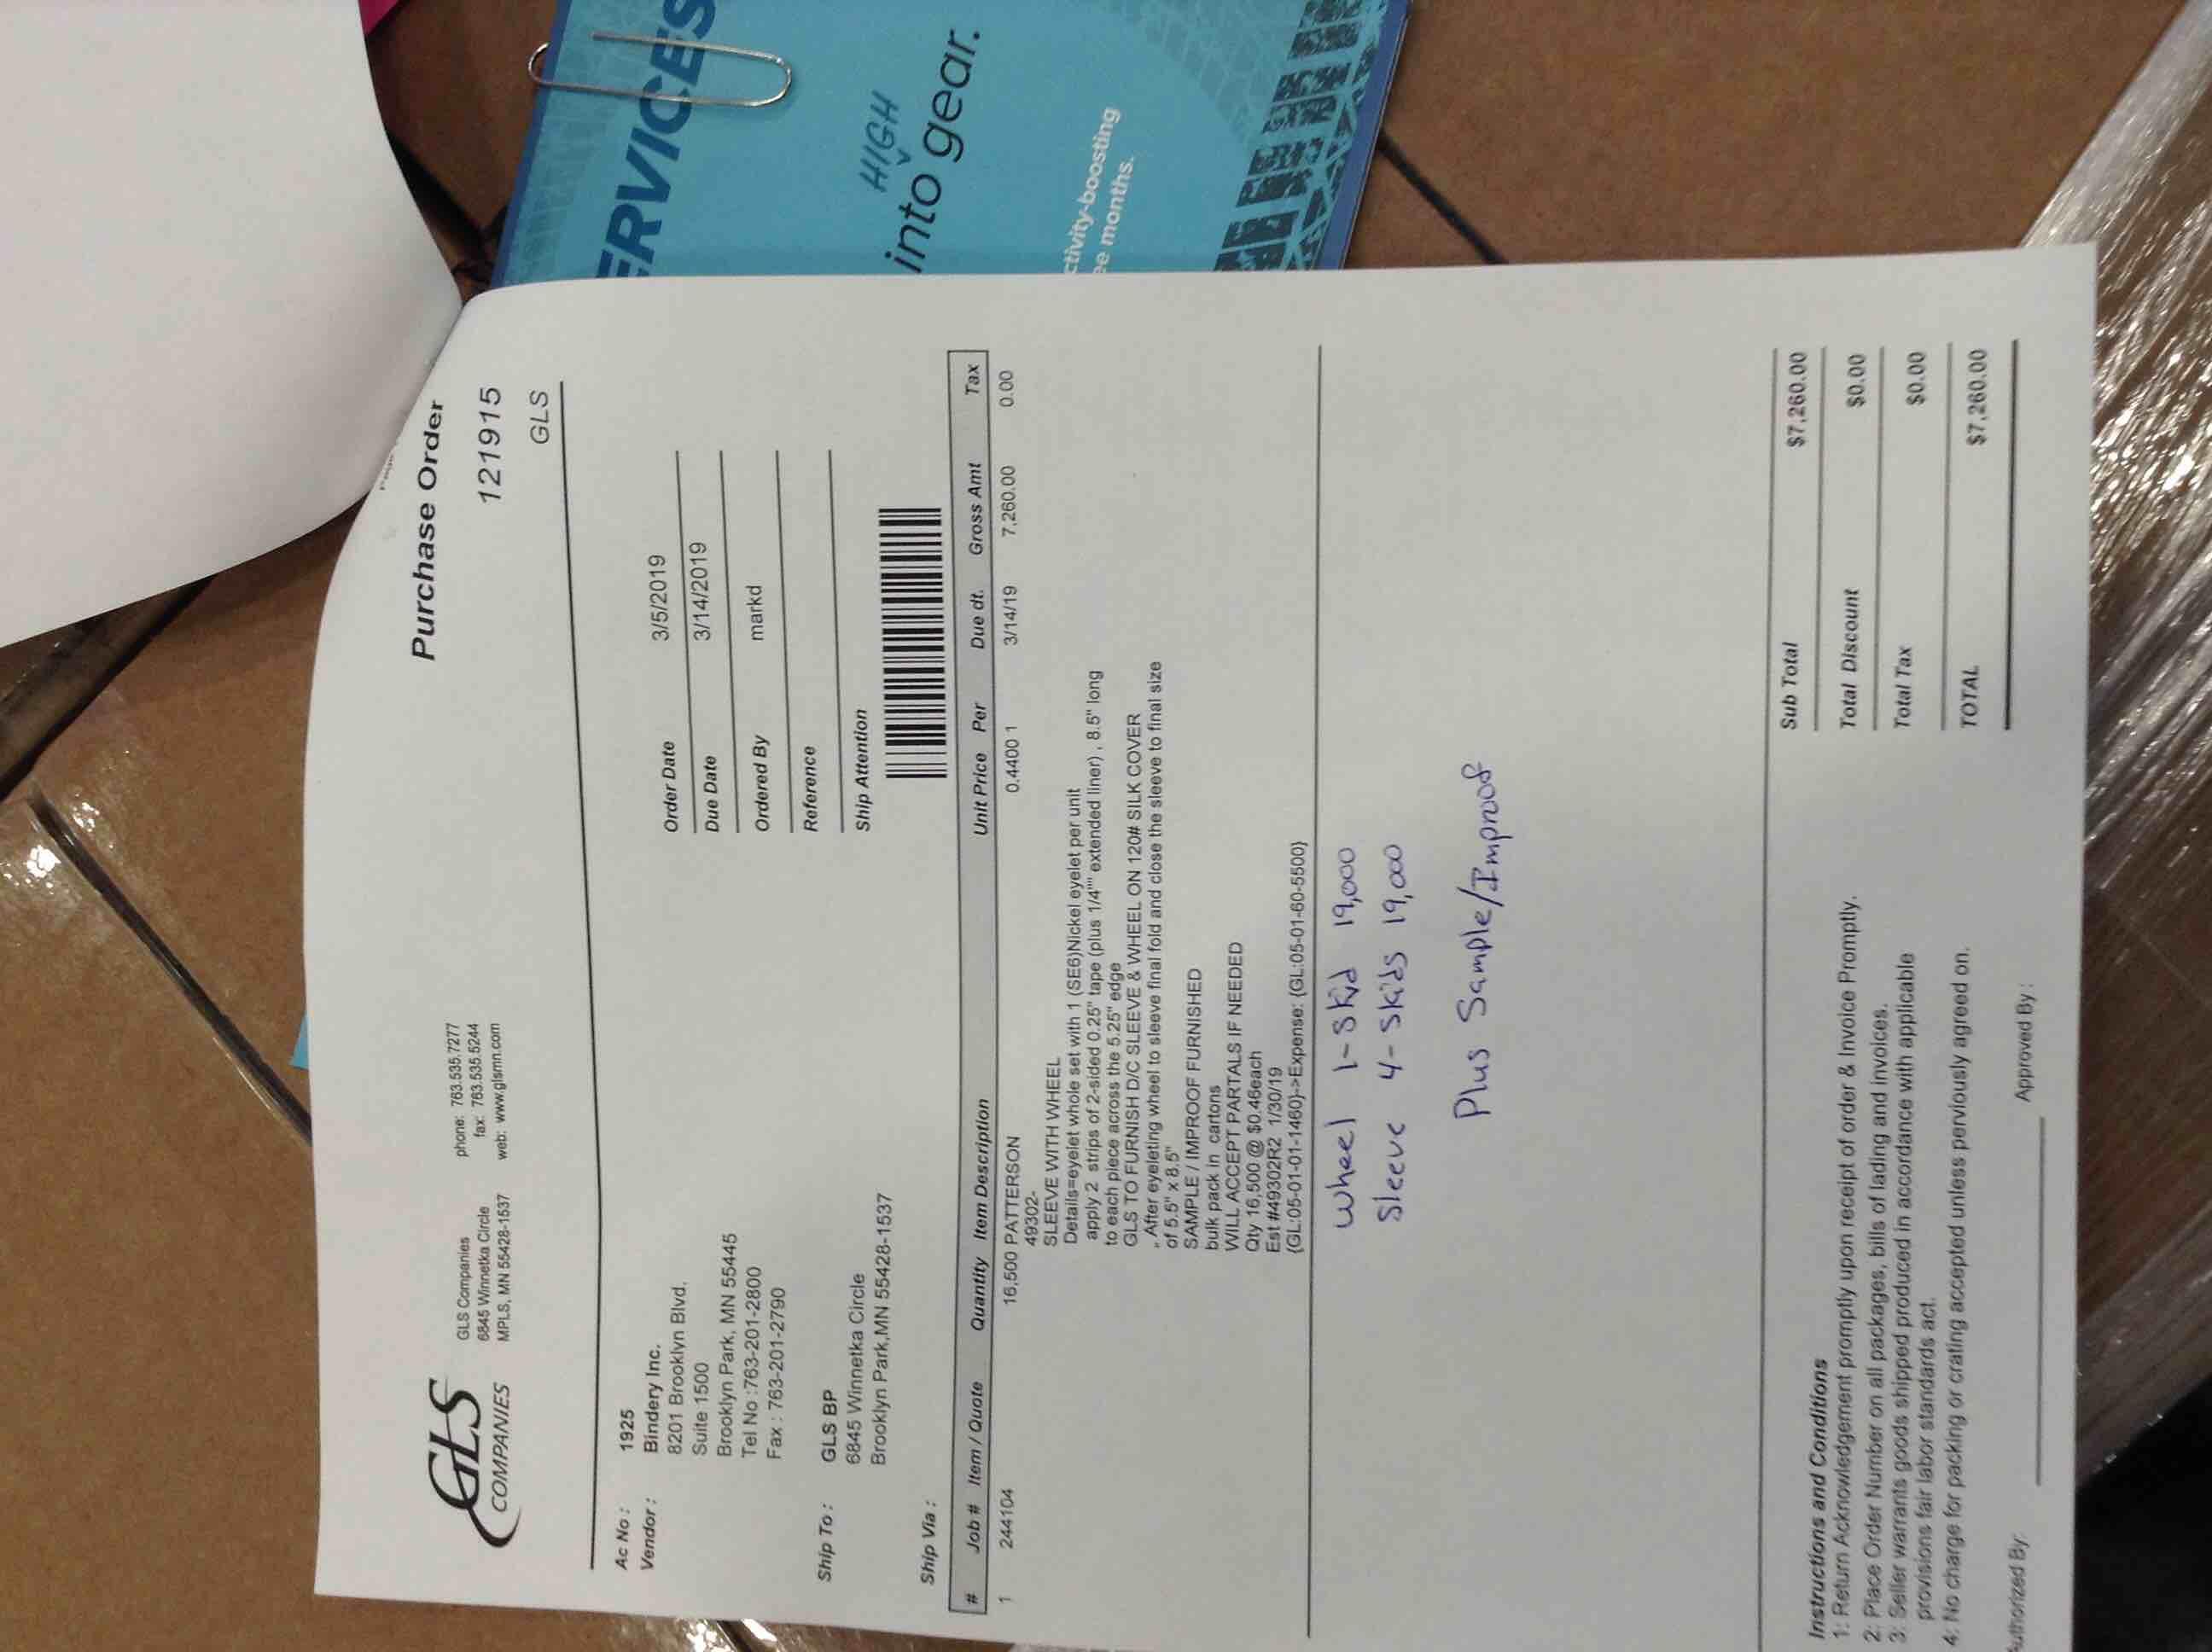 ERVICES
HIGH
into gear.
ctivity-boosting
ee months.
GLS
COMPANIES
GLS Companies
6845 Winnetka Circle
MPLS, MN 55428-1537
phone: 763.535.7277
fax: 763.535.5244
web: www.glsmn.com
Purchase Order
121915
GLS
Ac No : 1925
Vendor : Bindery Inc.
8201 Brooklyn Blvd.
Suite 1500
Brooklyn Park, MN 55445
Tel No :763-201-2800
Fax : 763-201-2790
Order Date 3/5/2019
Due Date 3/14/2019
Ordered By markd
Reference
Ship Attention
Ship To : GLS BP
6845 Winnetka Circle
Brooklyn Park,MN 55428-1537
Ship Via :
# Job # Item / Quote Quantity Item Description Unit Price Per Due dt. Gross Amt Tax
1 244104 16,500 PATTERSON 0.4400 1 3/14/19 7,260.00 0.00
49302-
SLEEVE WITH WHEEL
Details=eyelet whole set with 1 (SE6)Nickel eyelet per unit
apply 2 strips of 2-sided 0.25" tape (plus 1/4"" extended liner) , 8.5" long
to each piece across the 5.25" edge
GLS TO FURNISH D/C SLEEVE & WHEEL ON 120# SILK COVER
. After eyeleting wheel to sleeve final fold and close the sleeve to final size
of 5.5" x 8.5"
SAMPLE / IMPROOF FURNISHED
bulk pack in cartons
WILL ACCEPT PARTALS IF NEEDED
Qty 16,500 @ $0.46each
Est #49302R2 1/30/19
{GL:05-01-01-1460}->Expense: {GL:05-01-60-5500}
Wheel 1-Skid 19,000
Sleeve 4-Skids 19,000
Plus Sample/Improof
Sub Total $7,260.00
Total Discount $0.00
Total Tax $0.00
TOTAL $7,260.00
Instructions and Conditions
1: Return Acknowledgement promptly upon receipt of order & Invoice Promptly.
2: Place Order Number on all packages, bills of lading and invoices.
3: Seller warrants goods shipped produced in accordance with applicable
provisions fair labor standards act.
4: No charge for packing or crating accepted unless perviously agreed on.
Authorized By:
Approved By :